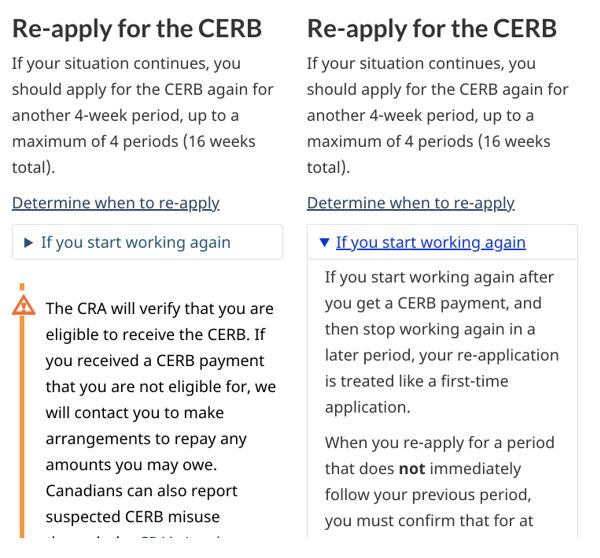 Re-apply for the CERB
If your situation continues, you
should apply for the CERB again for
another 4-week period, up to a
maximum of 4 periods (16 weeks
total).
Determine when to re-apply
If you start working again
The CRA will verify that you are
eligible to receive the CERB. If
you received a CERB payment
that you are not eligible for, we
will contact you to make
arrangements to repay any
amounts you may owe.
Canadians can also report
suspected CERB misuse
Re-apply for the CERB
If your situation continues, you
should apply for the CERB again for
another 4-week period, up to a
maximum of 4 periods (16 weeks
total).
Determine when to re-apply
If you start working again
If you start working again after
you get a CERB payment, and
then stop working again in a
later period, your re-application
is treated like a first-time
application.
When you re-apply for a period
that does not immediately
follow your previous period,
you must confirm that for at